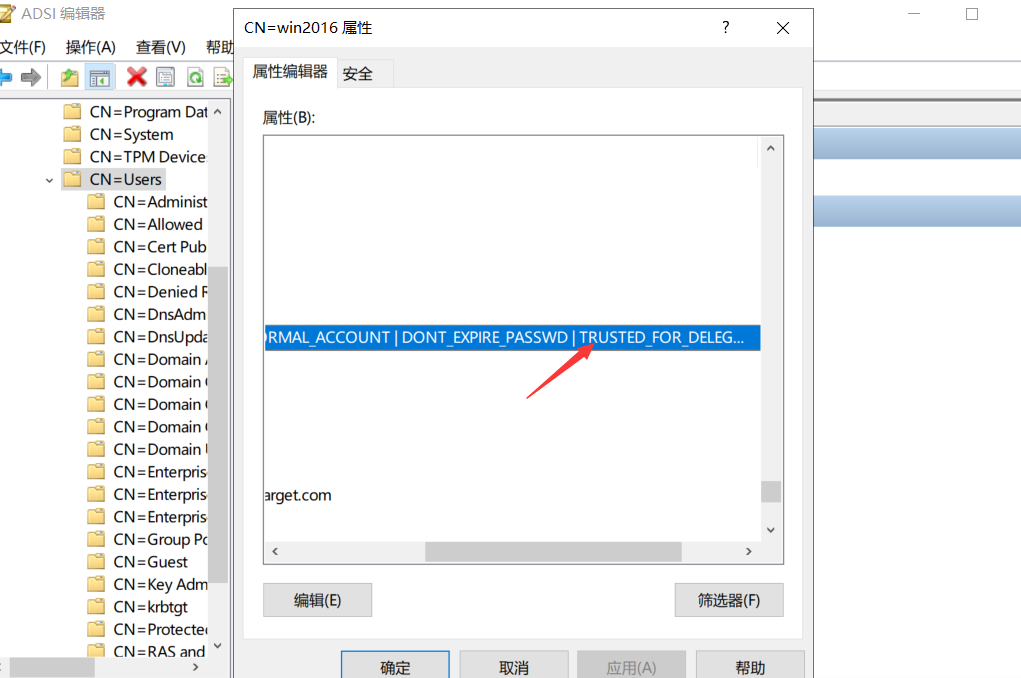 ADSI 编辑器
文件(F) 操作(A) 查看(V) 帮助
CN=Program Dat
CN=System
CN=TPM Device
CN=Users
CN=Administ
CN=Allowed
CN=Cert Pub
CN=Cloneabl
CN=Denied R
CN=DnsAdm
CN=DnsUpda
CN=Domain A
CN=Domain C
CN=Domain C
CN=Domain G
CN=Domain U
CN=Enterpris
CN=Enterpris
CN=Enterpris
CN=Group Po
CN=Guest
CN=Key Adm
CN=krbtgt
CN=Protected
CN=RAS and
CN=win2016 属性
属性编辑器 安全
属性(B):
ORMAL_ACCOUNT | DONT_EXPIRE_PASSWD | TRUSTED_FOR_DELEG...
arget.com
编辑(E) 筛选器(F)
确定 取消 应用(A) 帮助